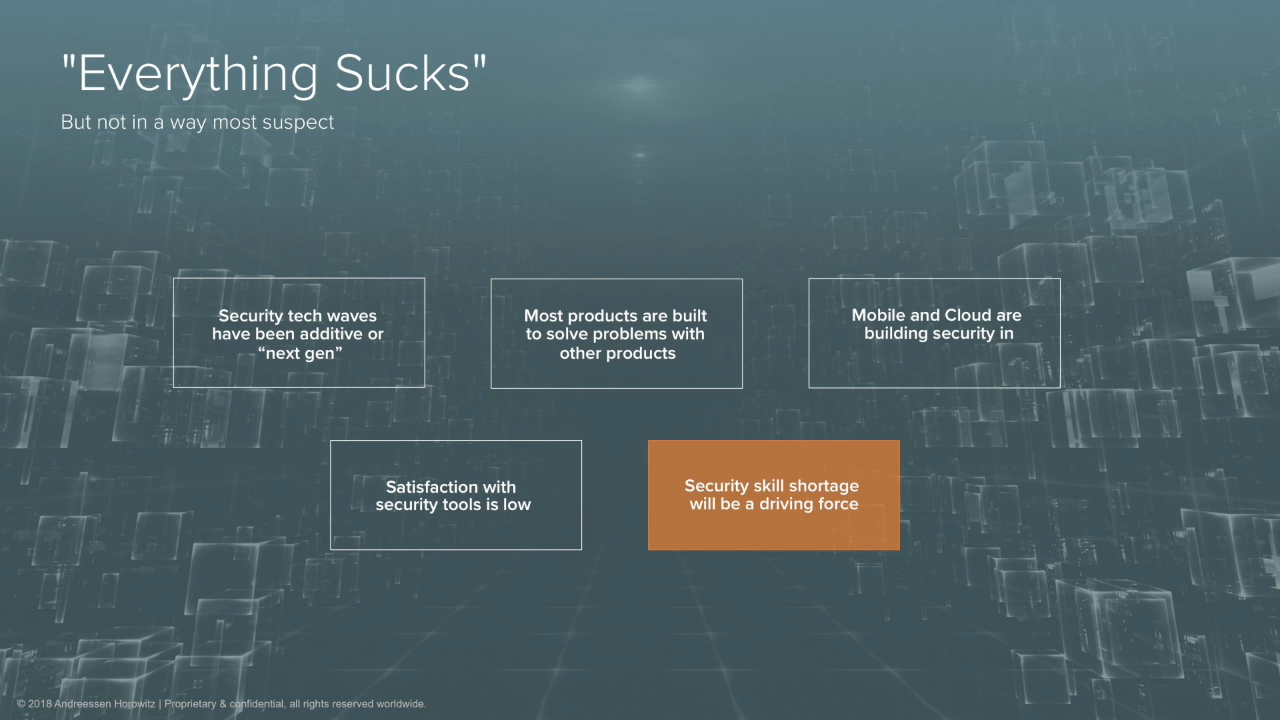 "Everything Sucks"
But not in a way most suspect
Security tech waves
have been additive or
“next gen”
Most products are built
to solve problems with
other products
Mobile and Cloud are
building security in
Satisfaction with
security tools is low
Security skill shortage
will be a driving force
© 2018 Andreessen Horowitz | Proprietary & confidential, all rights reserved worldwide.